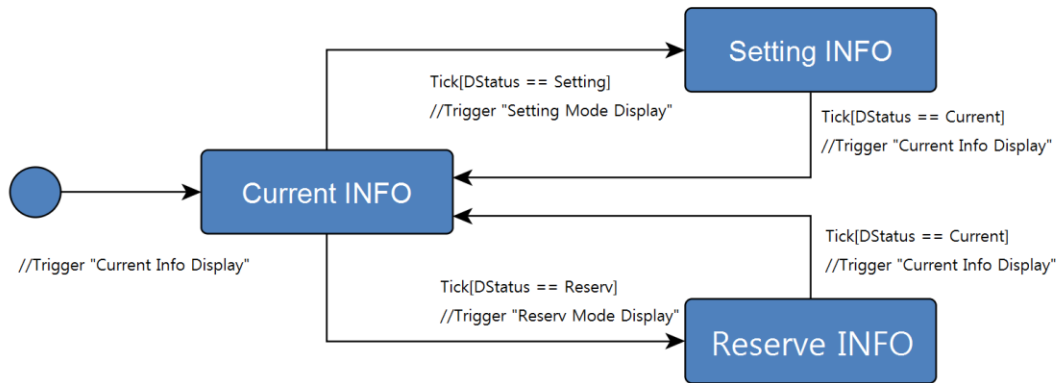 Setting INFO
Tick[DStatus == Setting]
//Trigger "Setting Mode Display"
Tick[DStatus == Current]
//Trigger "Current Info Display"
Current INFO
//Trigger "Current Info Display"
Tick[DStatus == Current]
//Trigger "Current Info Display"
Tick[DStatus == Reserv]
//Trigger "Reserv Mode Display"
Reserve INFO